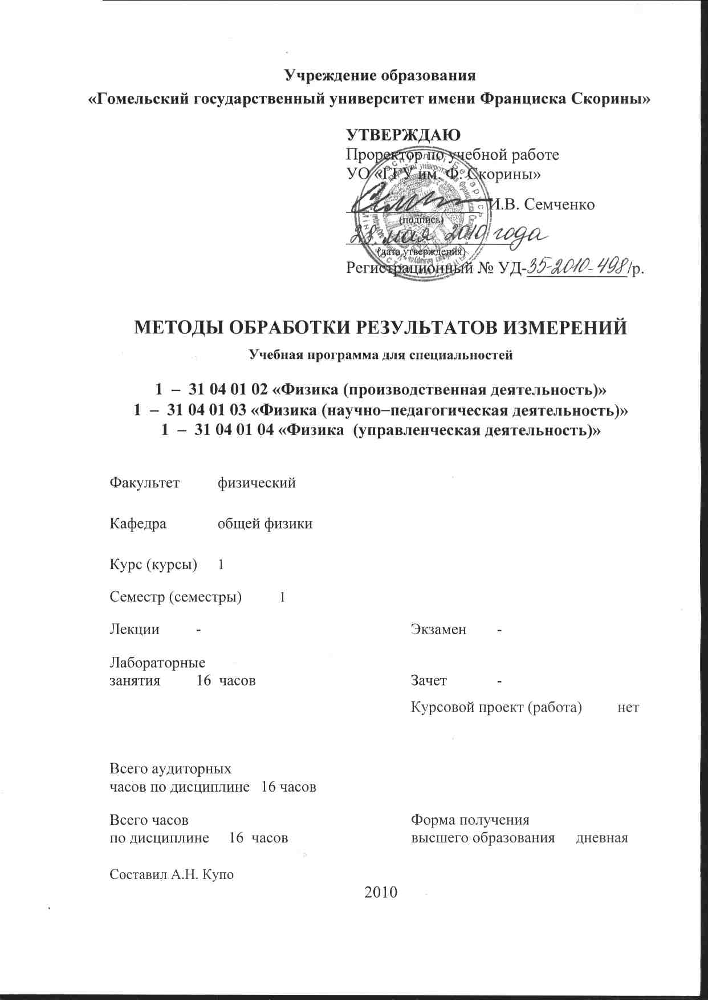 Учреждение образования
«Гомельский государственный университет имени Франциска Скорины»
УТВЕРЖДАЮ
Проректор по учебной работе
УО «ГГУ им. Ф. Скорины»
И.В. Семченко
(подпись)
28 мая 2010 года
(дата утверждения)
Регистрационный № УД-35-2010-498/р.
МЕТОДЫ ОБРАБОТКИ РЕЗУЛЬТАТОВ ИЗМЕРЕНИЙ
Учебная программа для специальностей
1 – 31 04 01 02 «Физика (производственная деятельность)»
1 – 31 04 01 03 «Физика (научно–педагогическая деятельность)»
1 – 31 04 01 04 «Физика (управленческая деятельность)»
Факультет физический
Кафедра общей физики
Курс (курсы) 1
Семестр (семестры) 1
Лекции - Экзамен -
Лабораторные
занятия 16 часов Зачет -
Курсовой проект (работа) нет
Всего аудиторных
часов по дисциплине 16 часов
Всего часов Форма получения
по дисциплине 16 часов высшего образования дневная
Составил А.Н. Купо
2010